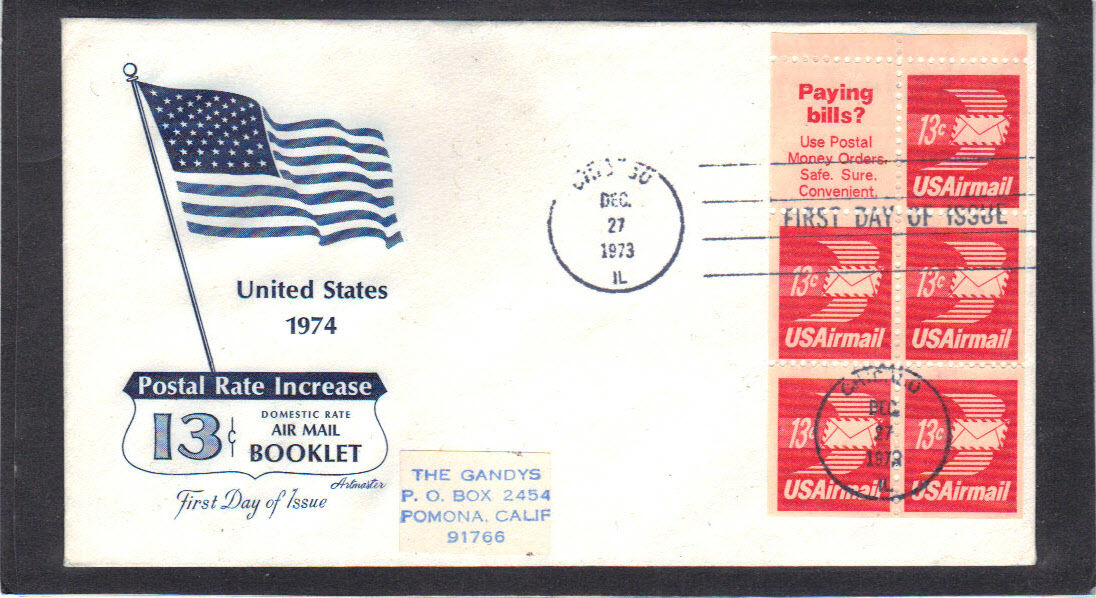 United States
1974
Postal Rate Increase
13¢
DOMESTIC RATE
AIR MAIL
BOOKLET
Artmaster
First Day of Issue
THE GANDYS
P. O. BOX 2454
POMONA, CALIF
91766
DEC.
27
1973
IL
FIRST DAY OF ISSUE
Paying
bills?
Use Postal
Money Orders.
Safe. Sure.
Convenient.
13c
USAirmail
13c
USAirmail
13c
USAirmail
13c
USAirmail
13c
USAirmail
DEC
27
1973
IL